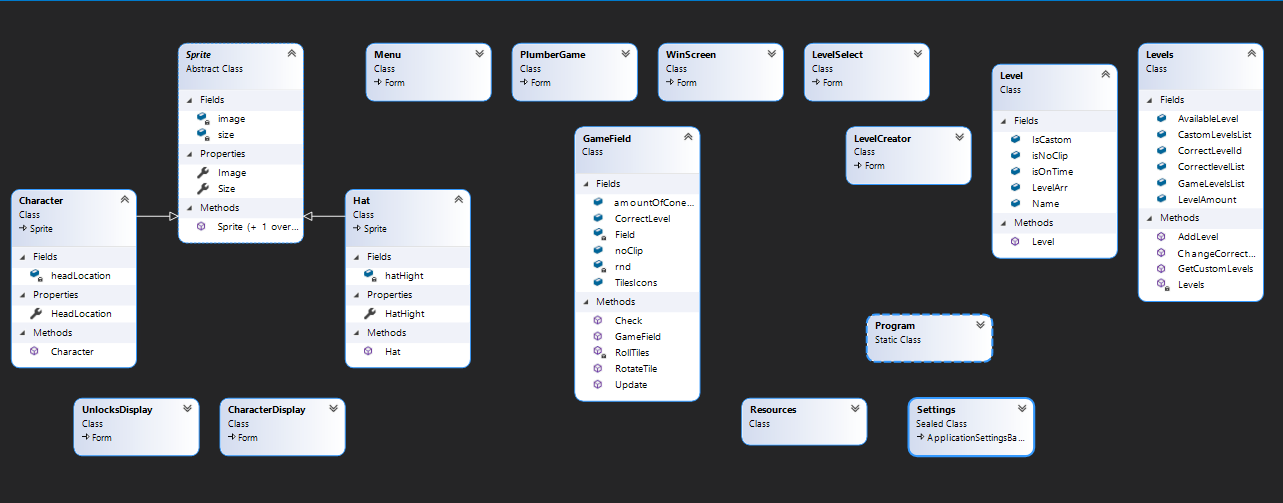 Sprite
Abstract Class
Fields
image
size
Properties
Image
Size
Methods
Sprite (+ 1 over...
Menu
Class
Form
PlumberGame
Class
Form
WinScreen
Class
Form
LevelSelect
Class
Form
Level
Class
Fields
IsCastom
isNoClip
isOnTime
LevelArr
Name
Methods
Level
Levels
Class
Fields
AvailableLevel
CastomLevelsList
CorrectLevelId
CorrectlevelList
GameLevelsList
LevelAmount
Methods
AddLevel
ChangeCorrect...
GetCustomLevels
Levels
GameField
Class
Fields
amountOfCone...
CorrectLevel
Field
noClip
rnd
TilesIcons
Methods
Check
GameField
RollTiles
RotateTile
Update
LevelCreator
Class
Form
Character
Class
Sprite
Fields
headLocation
Properties
HeadLocation
Methods
Character
Hat
Class
Sprite
Fields
hatHight
Properties
HatHight
Methods
Hat
Program
Static Class
UnlocksDisplay
Class
Form
CharacterDisplay
Class
Form
Resources
Class
Settings
Sealed Class
ApplicationSettingsBa...